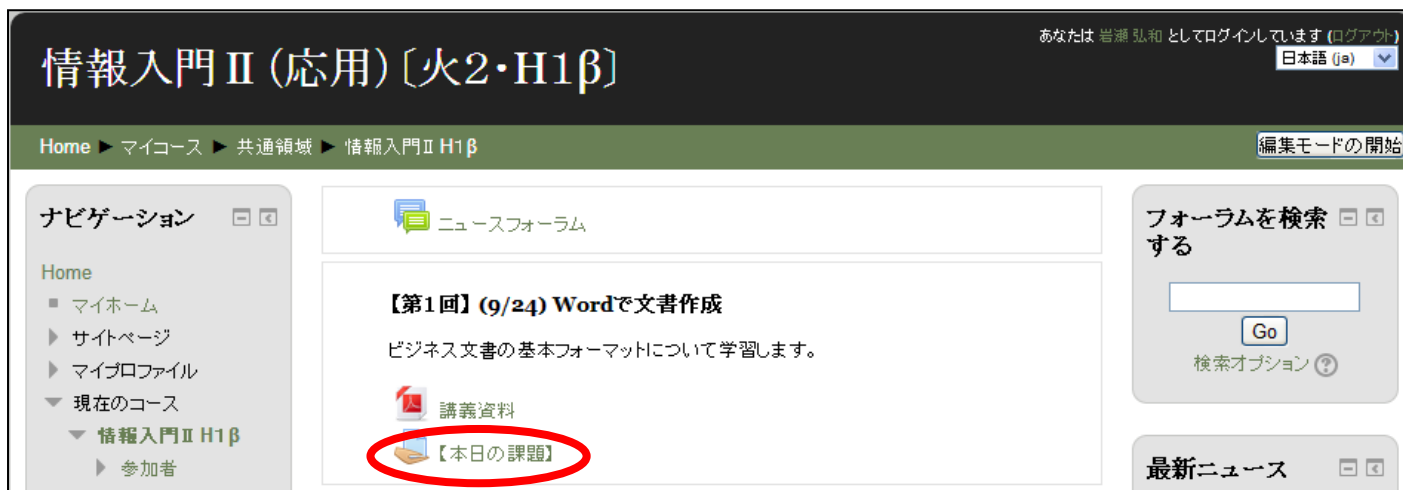 あなたは 岩瀬 弘和 としてログインしています (ログアウト)
日本語 (ja)
情報入門Ⅱ(応用)〔火2・H1β〕
Home ► マイコース ► 共通領域 ► 情報入門Ⅱ H1β
編集モードの開始
ナビゲーション
Home
マイホーム
サイトページ
マイプロファイル
現在のコース
情報入門Ⅱ H1β
参加者
ニュースフォーラム
【第1回】(9/24) Wordで文書作成
ビジネス文書の基本フォーマットについて学習します。
講義資料
【本日の課題】
フォーラムを検索
する
Go
検索オプション
最新ニュース